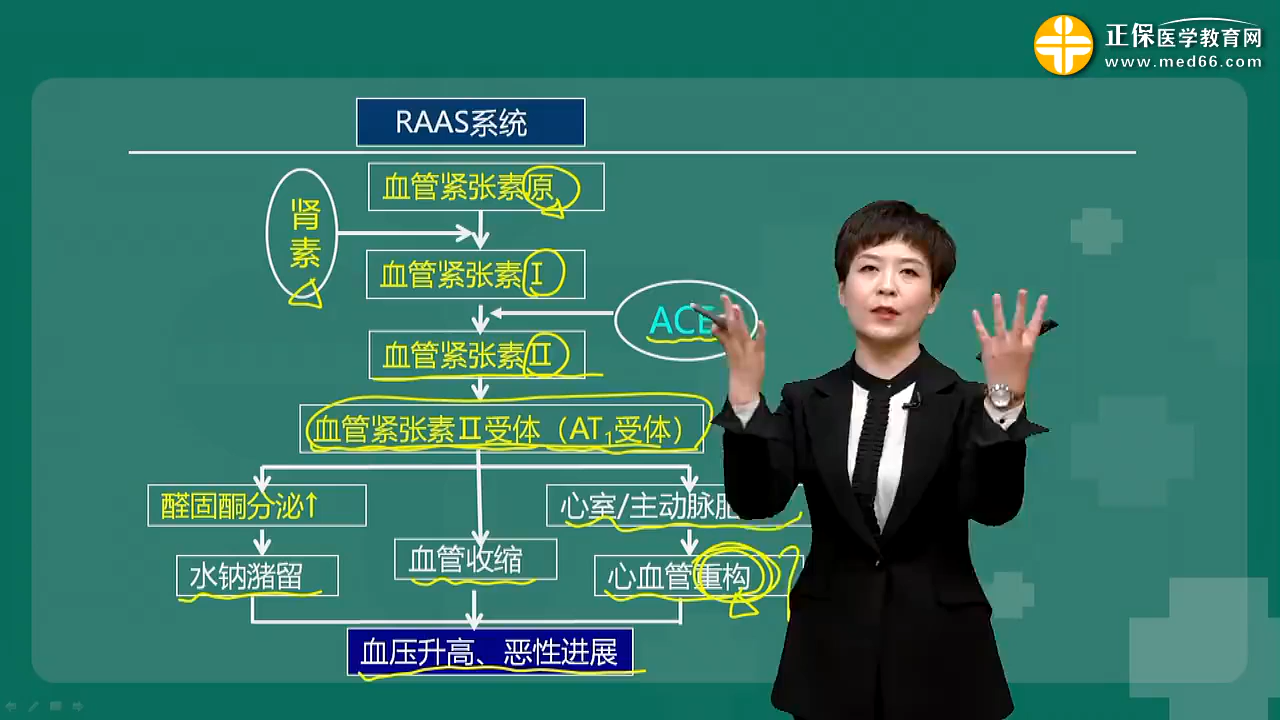 正保医学教育网
www.med66.com
RAAS系统
血管紧张素原
肾素
血管紧张素Ⅰ
ACE
血管紧张素Ⅱ
血管紧张素Ⅱ受体（AT1受体）
醛固酮分泌↑
心室/主动脉
水钠潴留
血管收缩
心血管重构
血压升高、恶性进展